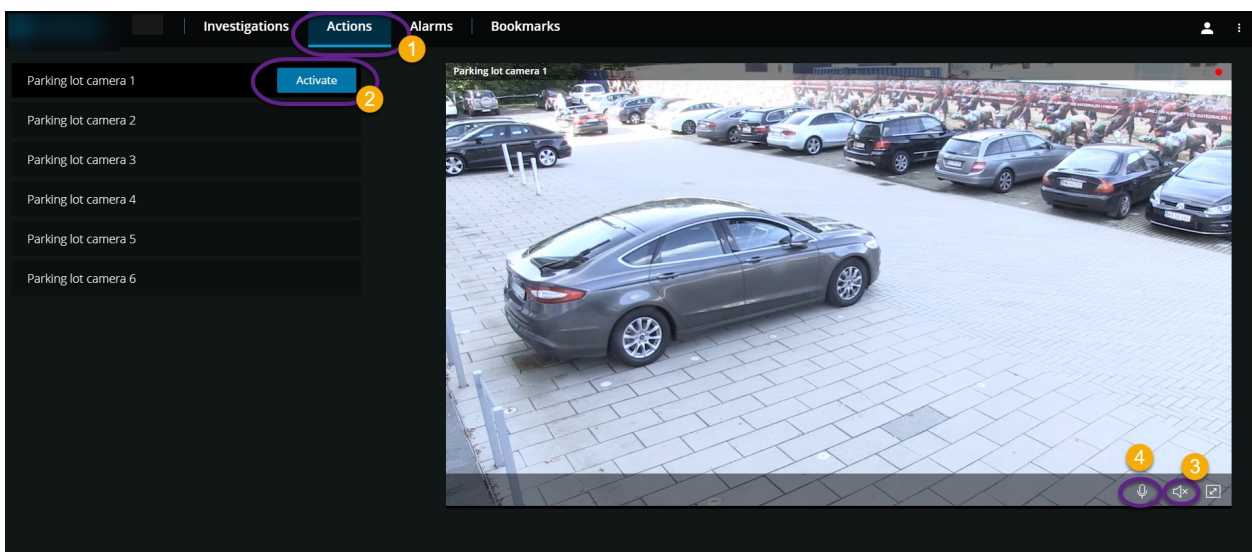 Investigations
Actions
Alarms
Bookmarks
1
Parking lot camera 1
Activate
2
Parking lot camera 2
Parking lot camera 3
Parking lot camera 4
Parking lot camera 5
Parking lot camera 6
Parking lot camera 1
4
3